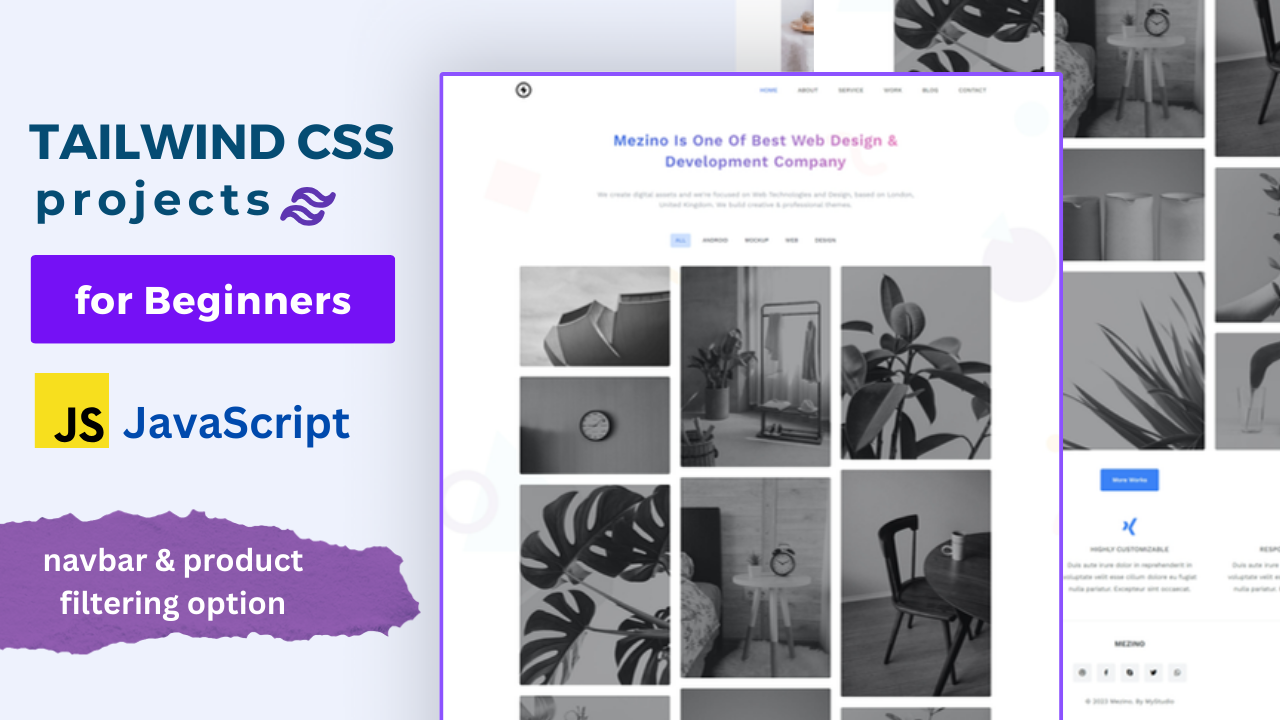 TAILWIND CSS
projects
for Beginners
JS JavaScript
navbar & product
filtering option
HOME ABOUT SERVICE WORK BLOG CONTACT
Mezino Is One Of Best Web Design &
Development Company
We create digital assets and we're focused on Web Technologies and Design, based on London,
United Kingdom. We build creative & professional themes.
ALL ANDROID MOCKUP WEB DESIGN
More Works
HIGHLY CUSTOMIZABLE
Duis aute irure dolor in reprehenderit in
voluptate velit esse cillum dolore eu fugiat
nulla pariatur. Excepteur sint occaecat.
RESPO
Duis aute irure
voluptate velit es
nulla pariat
MEZINO
© 2023 Mezino. By MyStudio